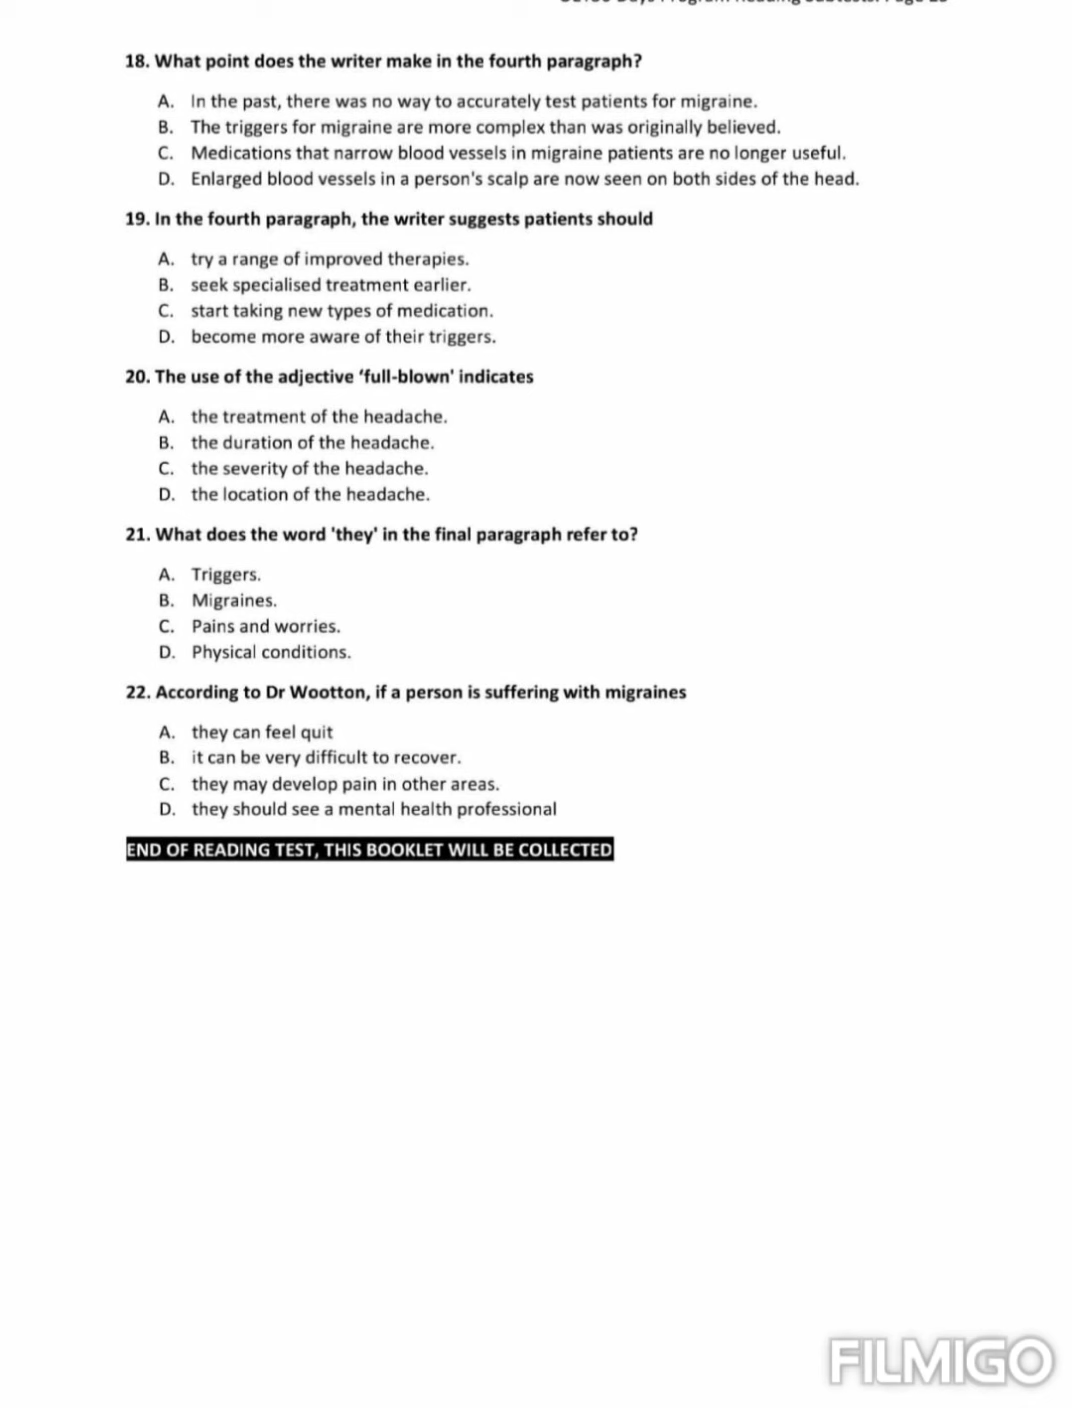 18. What point does the writer make in the fourth paragraph?
A. In the past, there was no way to accurately test patients for migraine.
B. The triggers for migraine are more complex than was originally believed.
C. Medications that narrow blood vessels in migraine patients are no longer useful.
D. Enlarged blood vessels in a person's scalp are now seen on both sides of the head.
19. In the fourth paragraph, the writer suggests patients should
A. try a range of improved therapies.
B. seek specialised treatment earlier.
C. start taking new types of medication.
D. become more aware of their triggers.
20. The use of the adjective ‘full-blown' indicates
A. the treatment of the headache.
B. the duration of the headache.
C. the severity of the headache.
D. the location of the headache.
21. What does the word 'they' in the final paragraph refer to?
A. Triggers.
B. Migraines.
C. Pains and worries.
D. Physical conditions.
22. According to Dr Wootton, if a person is suffering with migraines
A. they can feel quit
B. it can be very difficult to recover.
C. they may develop pain in other areas.
D. they should see a mental health professional
END OF READING TEST, THIS BOOKLET WILL BE COLLECTED
FILMIGO